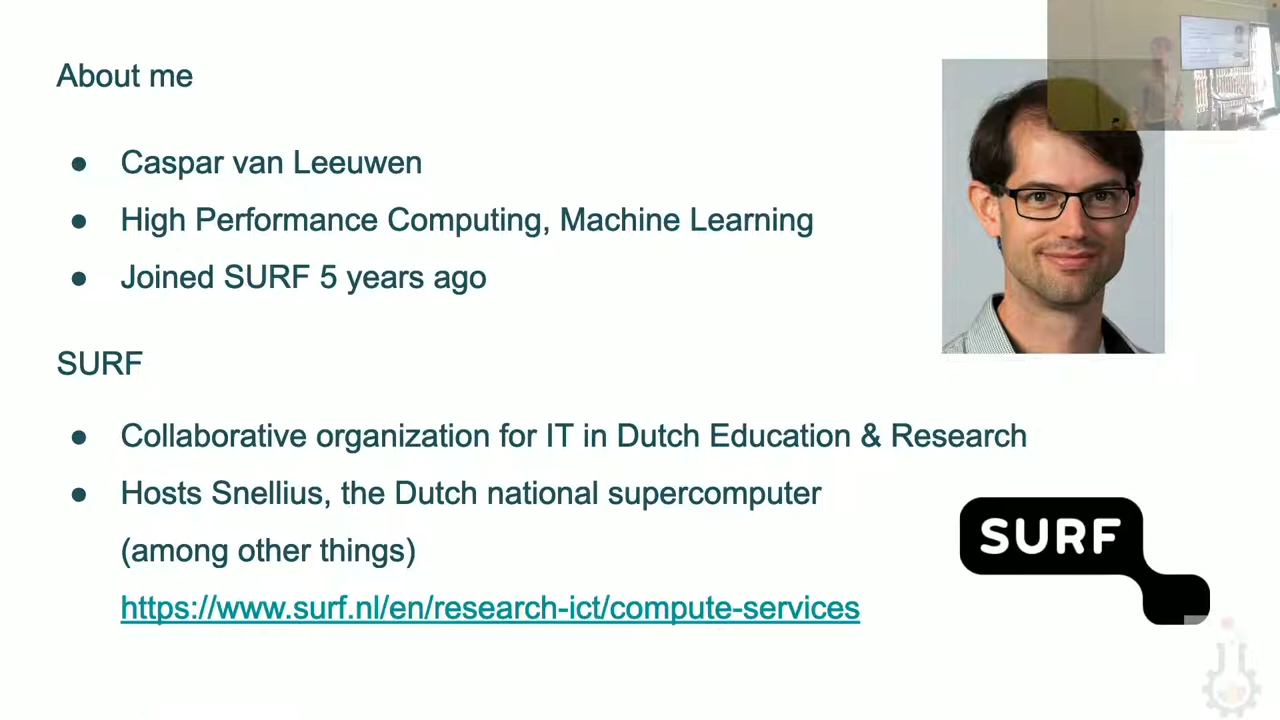 About me
Caspar van Leeuwen
High Performance Computing, Machine Learning
Joined SURF 5 years ago
SURF
Collaborative organization for IT in Dutch Education & Research
Hosts Snellius, the Dutch national supercomputer
(among other things)
https://www.surf.nl/en/research-ict/compute-services
SURF